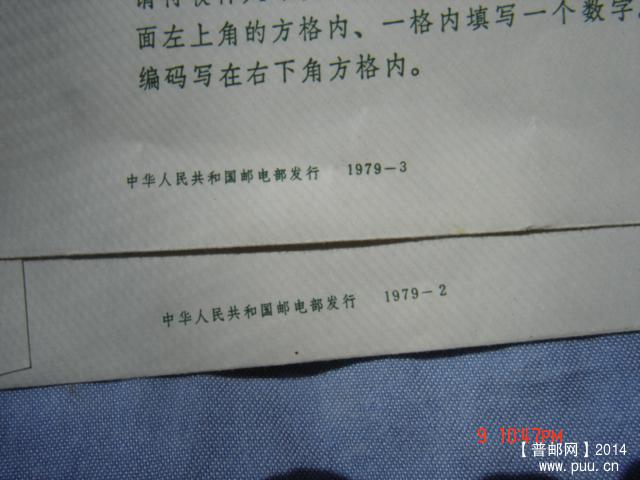 面左上角的方格内、一格内填写一个数字
编码写在右下角方格内。
中华人民共和国邮电部发行 1979-3
中华人民共和国邮电部发行 1979-2
9 10:47PM
【普邮网】2014
www.puu.cn